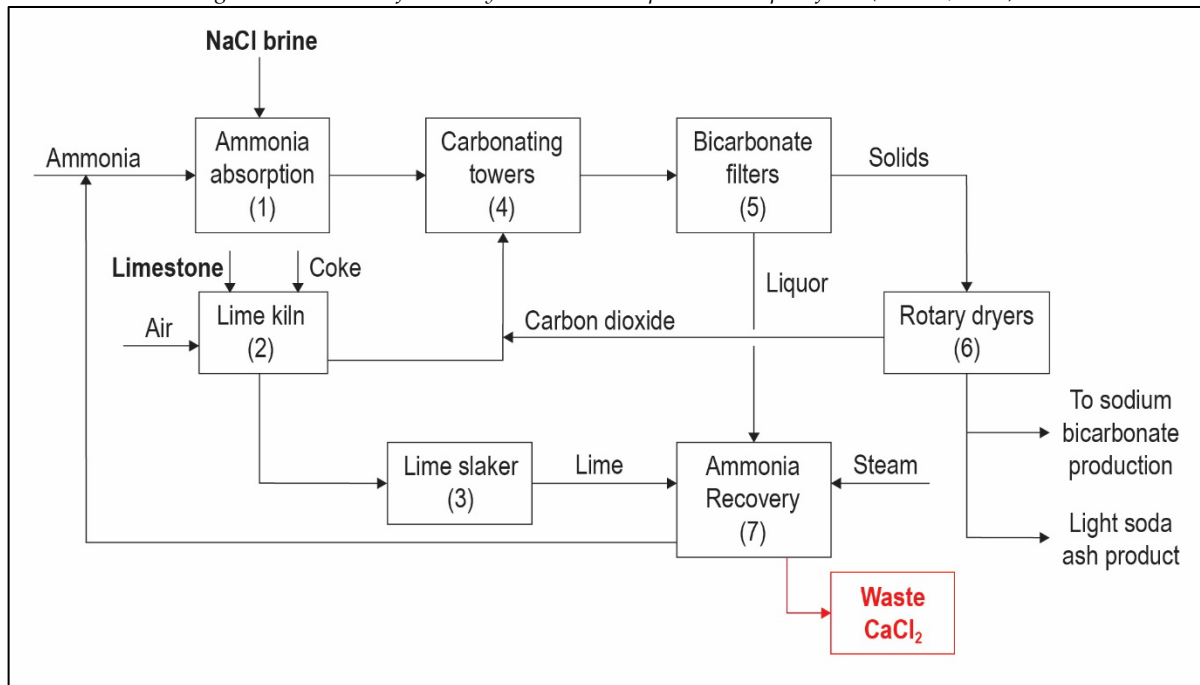 NaCl brine
Ammonia
Ammonia
absorption
(1)
Carbonating
towers
(4)
Bicarbonate
filters
(5)
Solids
Limestone
Coke
Air
Lime kiln
(2)
Liquor
Carbon dioxide
Rotary dryers
(6)
Lime slaker
(3)
Lime
Ammonia
Recovery
(7)
Steam
To sodium
bicarbonate
production
Light soda
ash product
Waste
CaCl₂